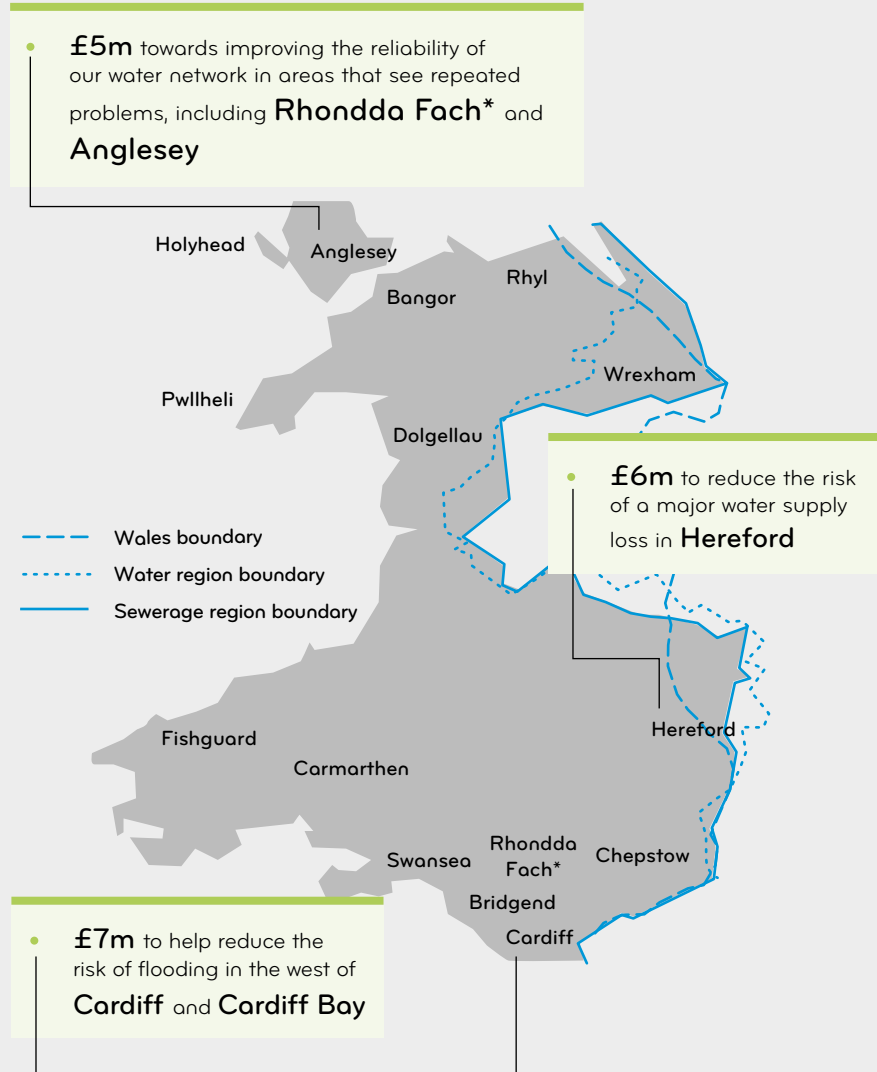 £5m towards improving the reliability of
our water network in areas that see repeated
problems, including Rhondda Fach* and
Anglesey
Holyhead
Anglesey
Bangor
Rhyl
Wrexham
Pwllheli
Dolgellau
£6m to reduce the risk
of a major water supply
loss in Hereford
Wales boundary
Water region boundary
Sewerage region boundary
Hereford
Fishguard
Carmarthen
Swansea
Rhondda
Fach*
Chepstow
Bridgend
Cardiff
£7m to help reduce the
risk of flooding in the west of
Cardiff and Cardiff Bay